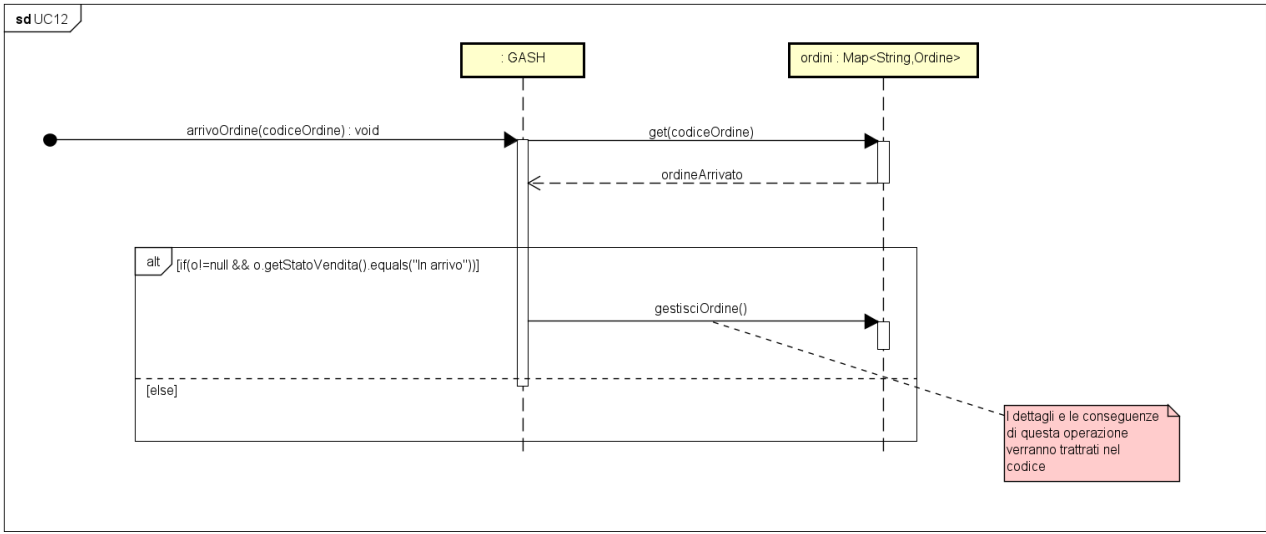 sd UC12
: GASH
ordini : Map<String,Ordine>
arrivoOrdine(codiceOrdine) : void
get(codiceOrdine)
ordineArrivato
alt
[if(o!=null && o.getStatoVendita().equals("In arrivo"))]
gestisciOrdine()
[else]
I dettagli e le conseguenze
di questa operazione
verranno trattrati nel
codice